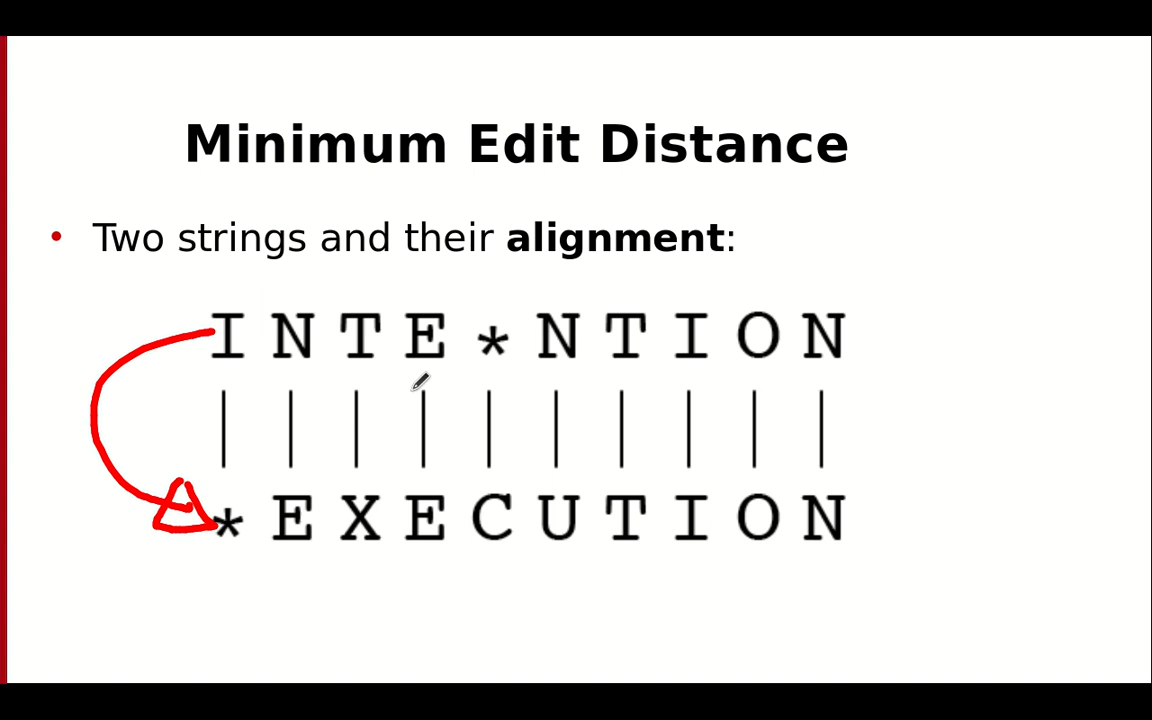 Minimum Edit Distance
• Two strings and their alignment:
I N T E * N T I O N
| | | | | | | | | |
* E X E C U T I O N